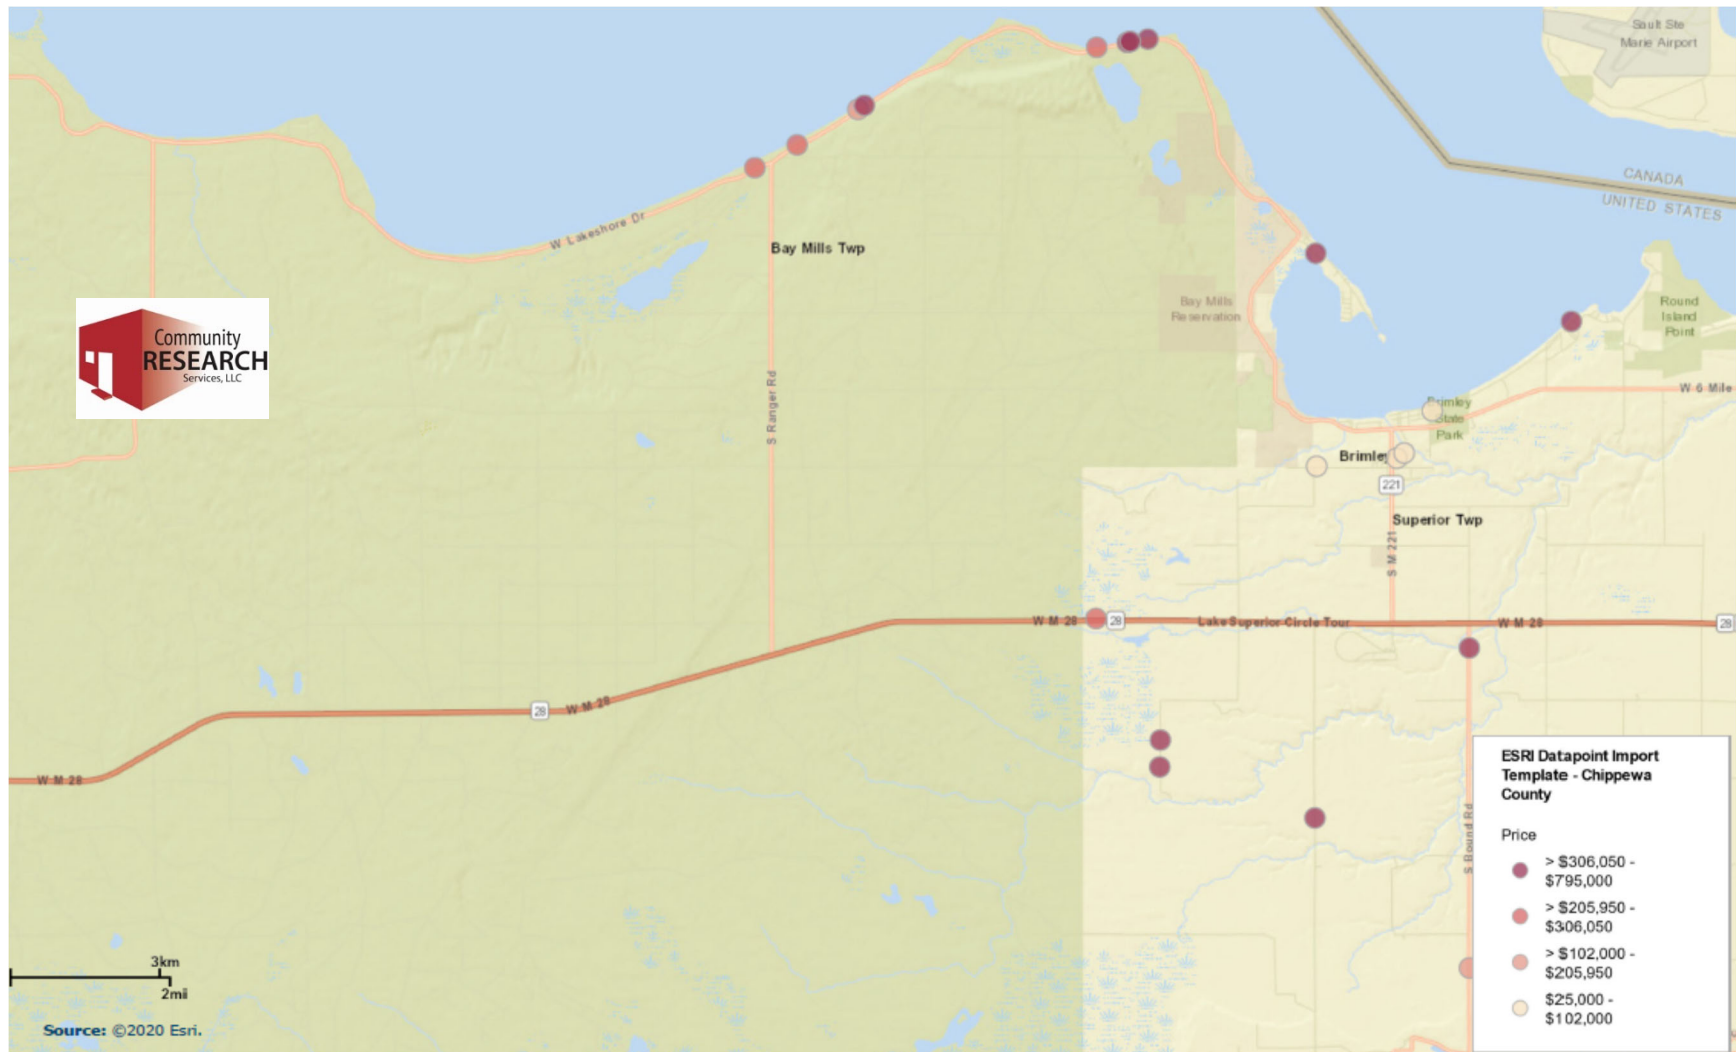 Sault Ste
Marie Airport
CANADA
UNITED STATES
W Lakeshore Dr
Bay Mills Twp
Bay Mills
Reservation
Round
Island
Point
Community
RESEARCH
Services, LLC
S Ranger Rd
W 6 Mile
Brimley
State
Park
Brimley
221
Superior Twp
S M 221
W M 28
28
Lake Superior Circle Tour
W M 28
28
28
W M 28
W M 28
S Bound Rd
ESRI Datapoint Import
Template - Chippewa
County
Price
> $306,050 -
$795,000
> $205,950 -
$306,050
> $102,000 -
$205,950
$25,000 -
$102,000
3km
2mi
Source: ©2020 Esri.